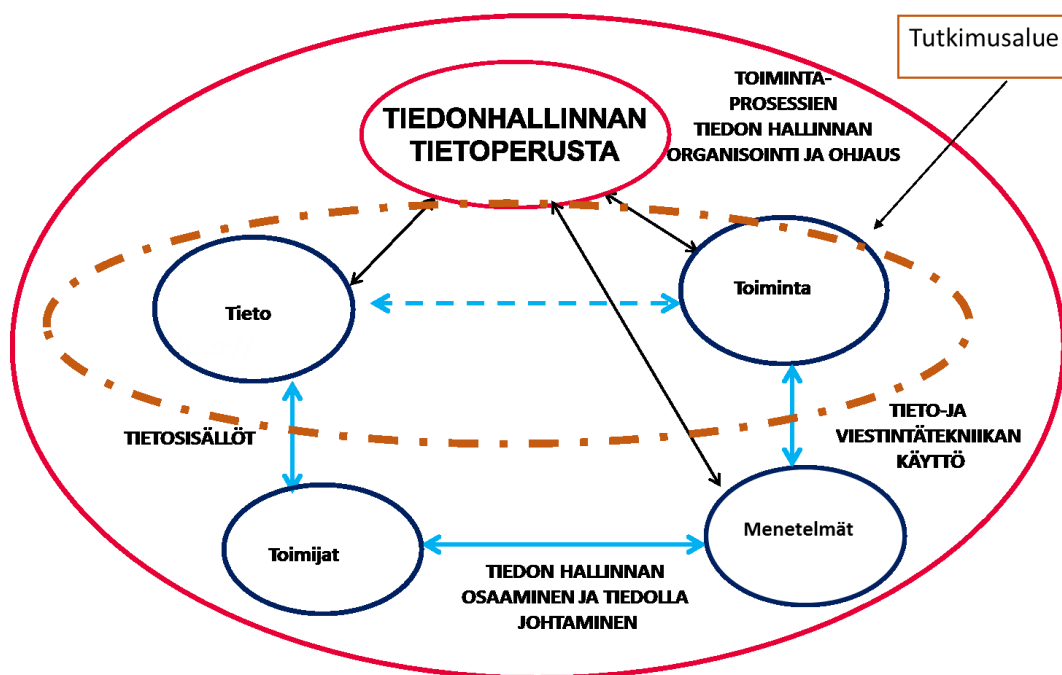 Tutkimusalue
TOIMINTA-
PROSESSIEN
TIEDON HALLINNAN
ORGANISOINTI JA OHJAUS
TIEDONHALLINNAN
TIETOPERUSTA
Tieto
Toiminta
TIETOSISÄLLÖT
TIETO-JA
VIESTINTÄTEKNIIKAN
KÄYTTÖ
Toimijat
Menetelmät
TIEDON HALLINNAN
OSAAMINEN JA TIEDOLLA
JOHTAMINEN